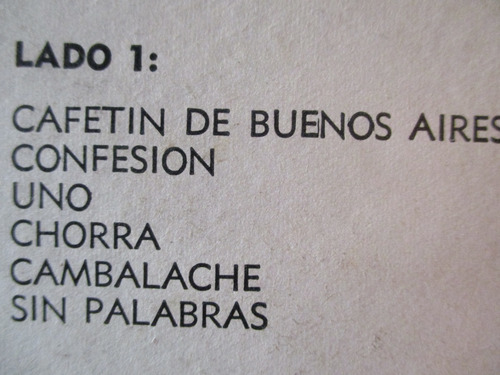 LADO 1:
CAFETIN DE BUENOS AIRES
CONFESION
UNO
CHORRA
CAMBALACHE
SIN PALABRAS